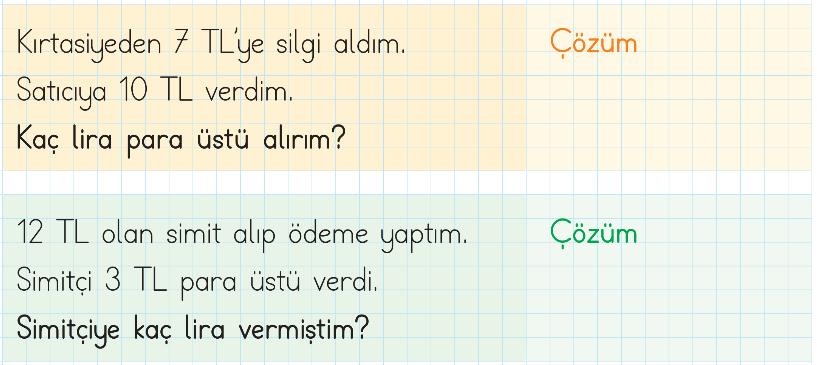 Kırtasiyeden 7 TL'ye silgi aldım.
Çözüm
Satıcıya 10 TL verdim.
Kaç lira para üstü alırım?
12 TL olan simit alıp ödeme yaptım.
Çözüm
Simitçi 3 TL para üstü verdi.
Simitçiye kaç lira vermiştim?